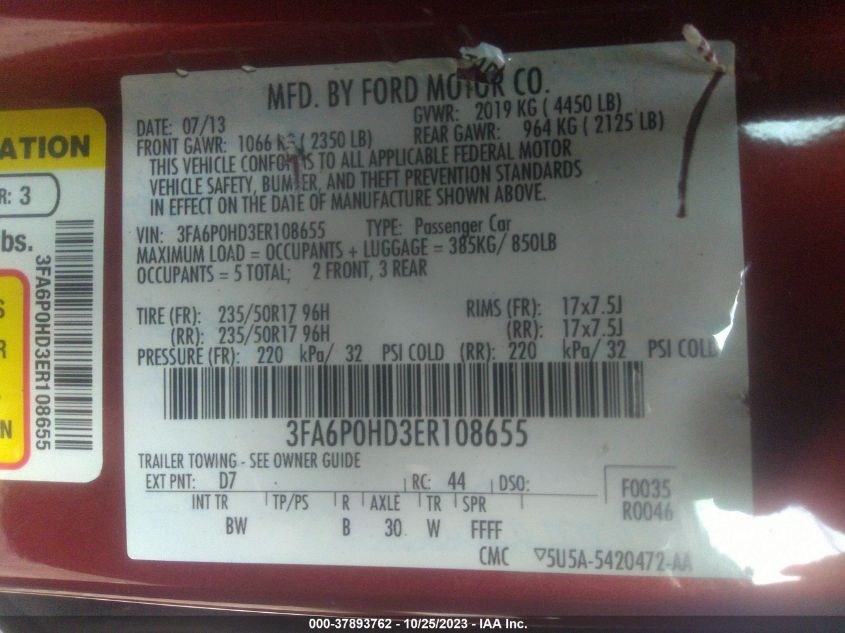 MFD. BY FORD MOTOR CO.
DATE: 07/13 GVWR: 2019 KG ( 4450 LB)
FRONT GAWR: 1066 KG ( 2350 LB) REAR GAWR: 964 KG ( 2125 LB)
THIS VEHICLE CONFORMS TO ALL APPLICABLE FEDERAL MOTOR
VEHICLE SAFETY, BUMPER, AND THEFT PREVENTION STANDARDS
IN EFFECT ON THE DATE OF MANUFACTURE SHOWN ABOVE.
VIN: 3FA6P0HD3ER108655 TYPE: Passenger Car
MAXIMUM LOAD = OCCUPANTS + LUGGAGE = 385KG/ 850LB
OCCUPANTS = 5 TOTAL; 2 FRONT, 3 REAR
TIRE (FR): 235/50R17 96H RIMS (FR): 17x7.5J
(RR): 235/50R17 96H (RR): 17x7.5J
PRESSURE (FR): 220 kPa/ 32 PSI COLD (RR): 220 kPa/ 32 PSI COLD
3FA6P0HD3ER108655
TRAILER TOWING - SEE OWNER GUIDE
EXT PNT: D7 RC: 44 DSO:
INT TR TP/PS R AXLE TR SPR
BW B 30 W FFFF
F0035
R0046
CMC 5U5A-5420472-AA
ATION
R: 3
bs.
3FA6P0HD3ER108655
S
R
N
000-37893762 - 10/25/2023 - IAA Inc.